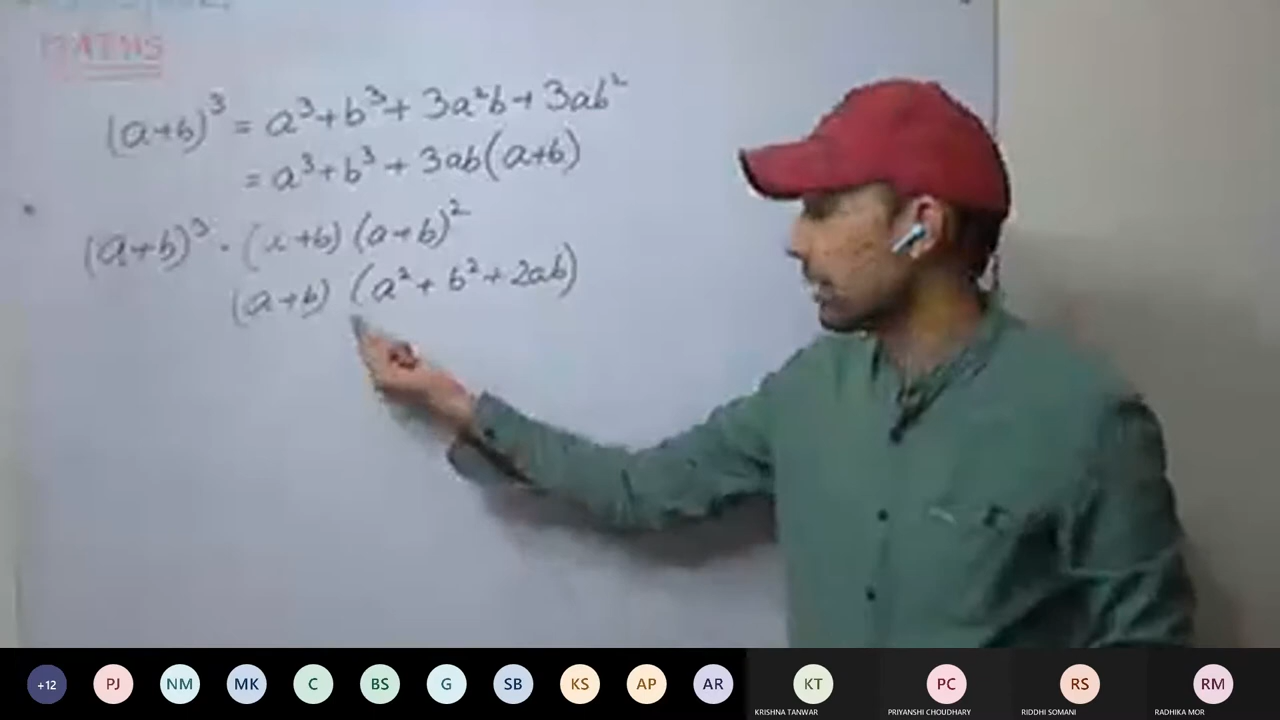 MATHS
(a+b)³ = a³+b³+ 3a²b+ 3ab²
= a³+b³ + 3ab(a+b)
(a+b)³ · (a+b) (a+b)²
(a+b) (a² + b² + 2ab)
+12 PJ NM MK C BS G SB KS AP AR KT PC RS RM
KRISHNA TANWAR PRIYANSHI CHOUDHARY RIDDHI SOMANI RADHIKA MOR